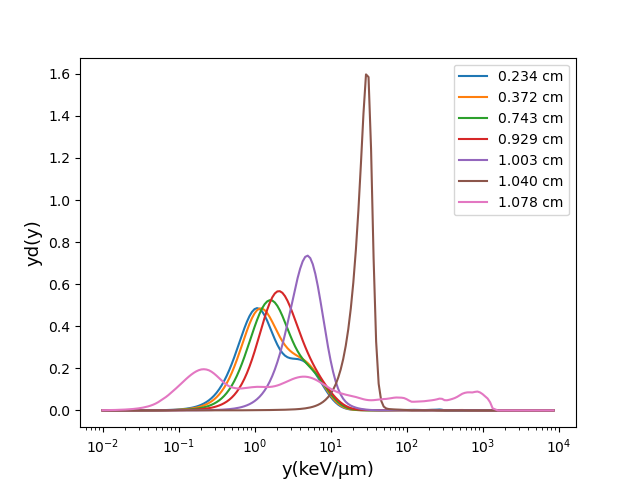 1.6
1.4
1.2
1.0
0.8
0.6
0.4
0.2
0.0
yd(y)
0.234 cm
0.372 cm
0.743 cm
0.929 cm
1.003 cm
1.040 cm
1.078 cm
10⁻² 10⁻¹ 10⁰ 10¹ 10² 10³ 10⁴
y(keV/μm)